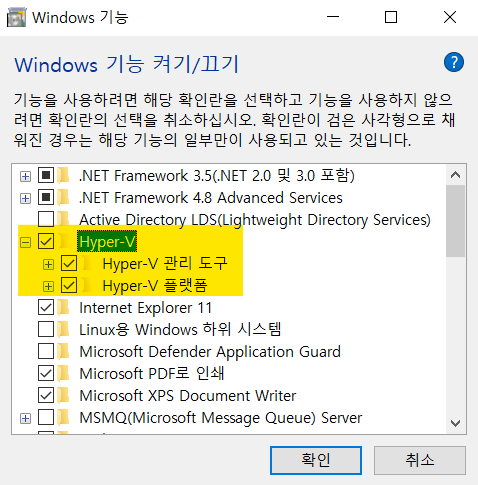 Windows 기능
Windows 기능 켜기/끄기
기능을 사용하려면 해당 확인란을 선택하고 기능을 사용하지 않으
려면 확인란의 선택을 취소하십시오. 확인란이 검은 사각형으로 채
워진 경우는 해당 기능의 일부만이 사용되고 있는 것입니다.
.NET Framework 3.5(.NET 2.0 및 3.0 포함)
.NET Framework 4.8 Advanced Services
Active Directory LDS(Lightweight Directory Services)
Hyper-V
Hyper-V 관리 도구
Hyper-V 플랫폼
Internet Explorer 11
Linux용 Windows 하위 시스템
Microsoft Defender Application Guard
Microsoft PDF로 인쇄
Microsoft XPS Document Writer
MSMQ(Microsoft Message Queue) Server
확인
취소